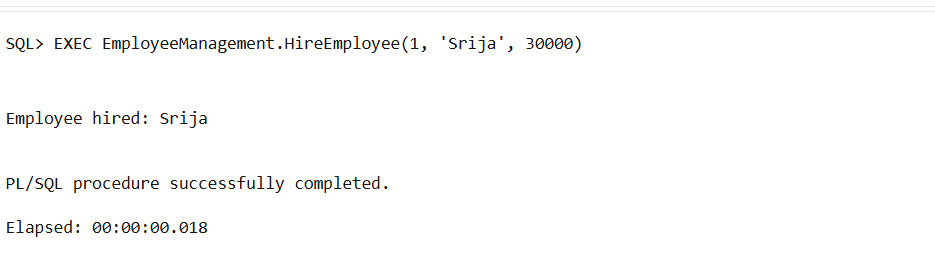 SQL> EXEC EmployeeManagement.HireEmployee(1, 'Srija', 30000)
Employee hired: Srija
PL/SQL procedure successfully completed.
Elapsed: 00:00:00.018